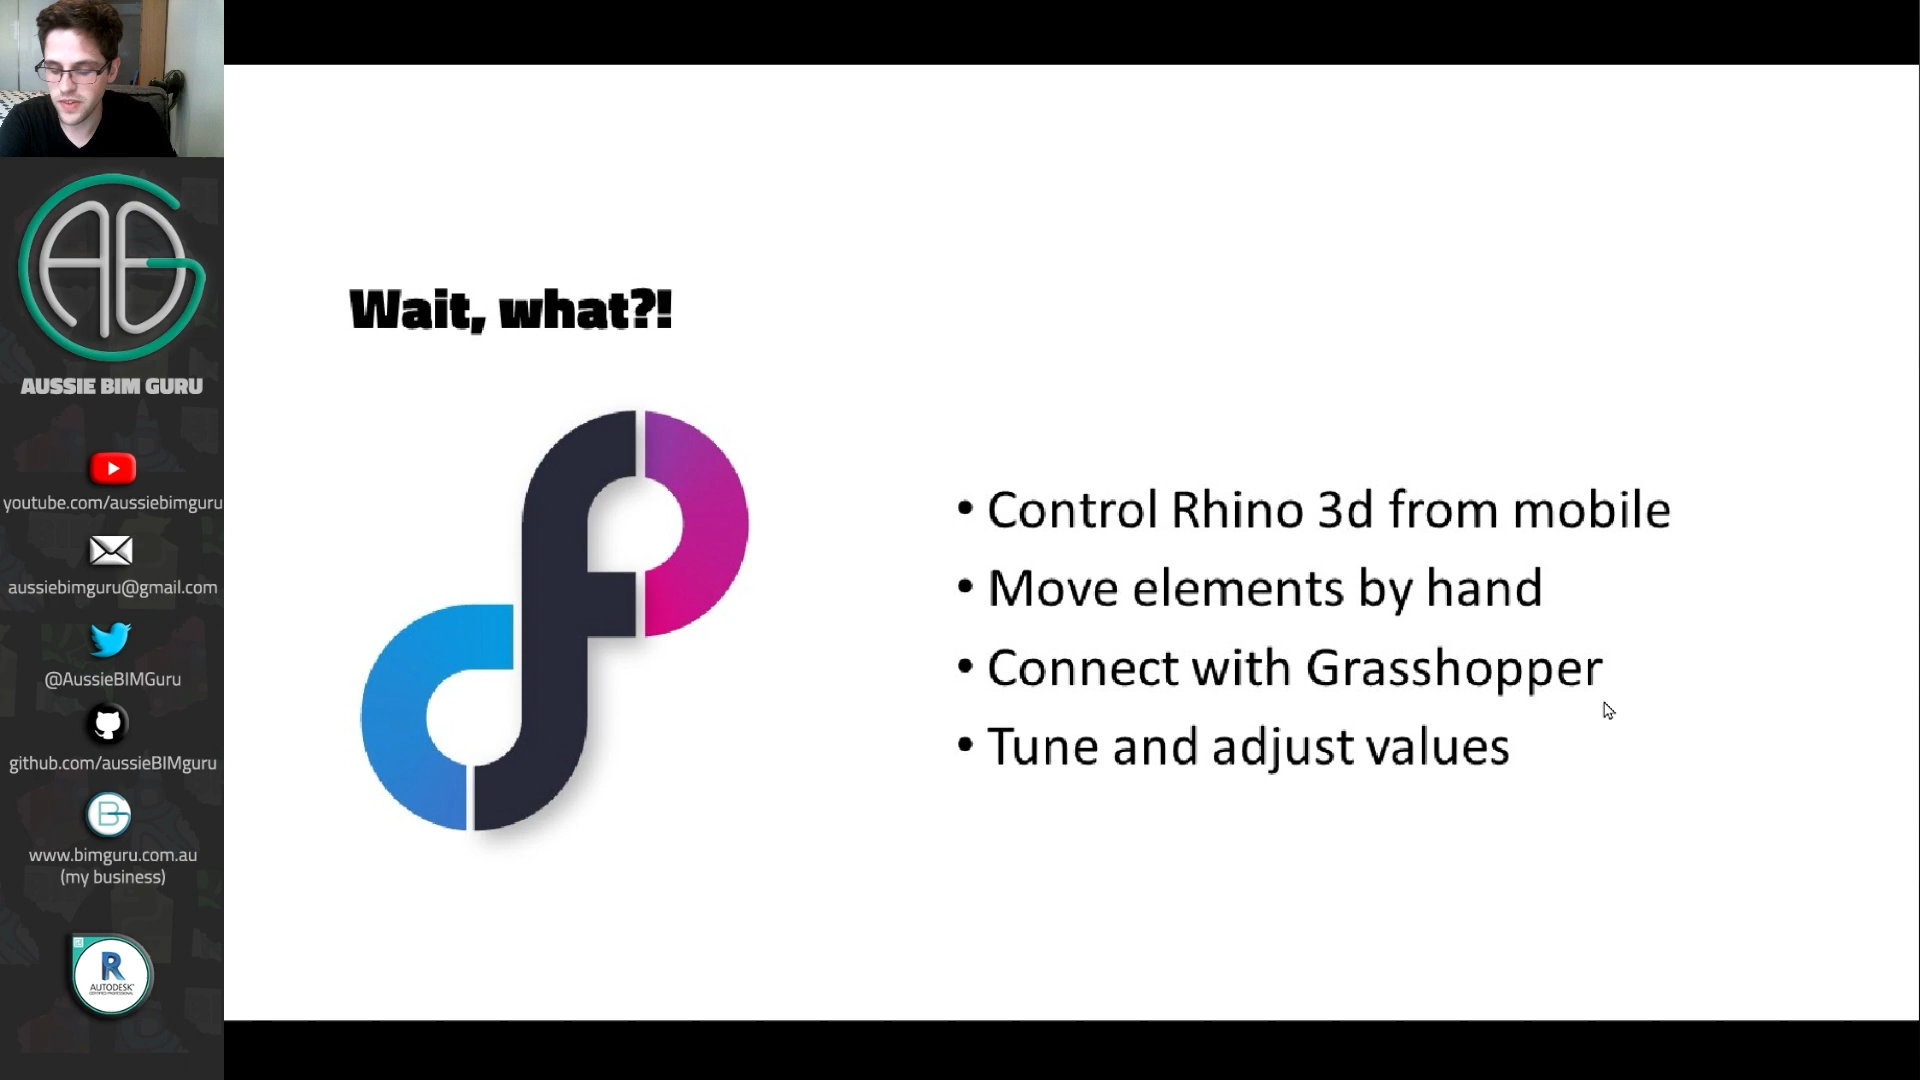 AUSSIE BIM GURU
youtube.com/aussiebimguru
aussiebimguru@gmail.com
@AussieBIMGuru
github.com/aussieBIMguru
www.bimguru.com.au
(my business)
R
AUTODESK
Wait, what?!
• Control Rhino 3d from mobile
• Move elements by hand
• Connect with Grasshopper
• Tune and adjust values